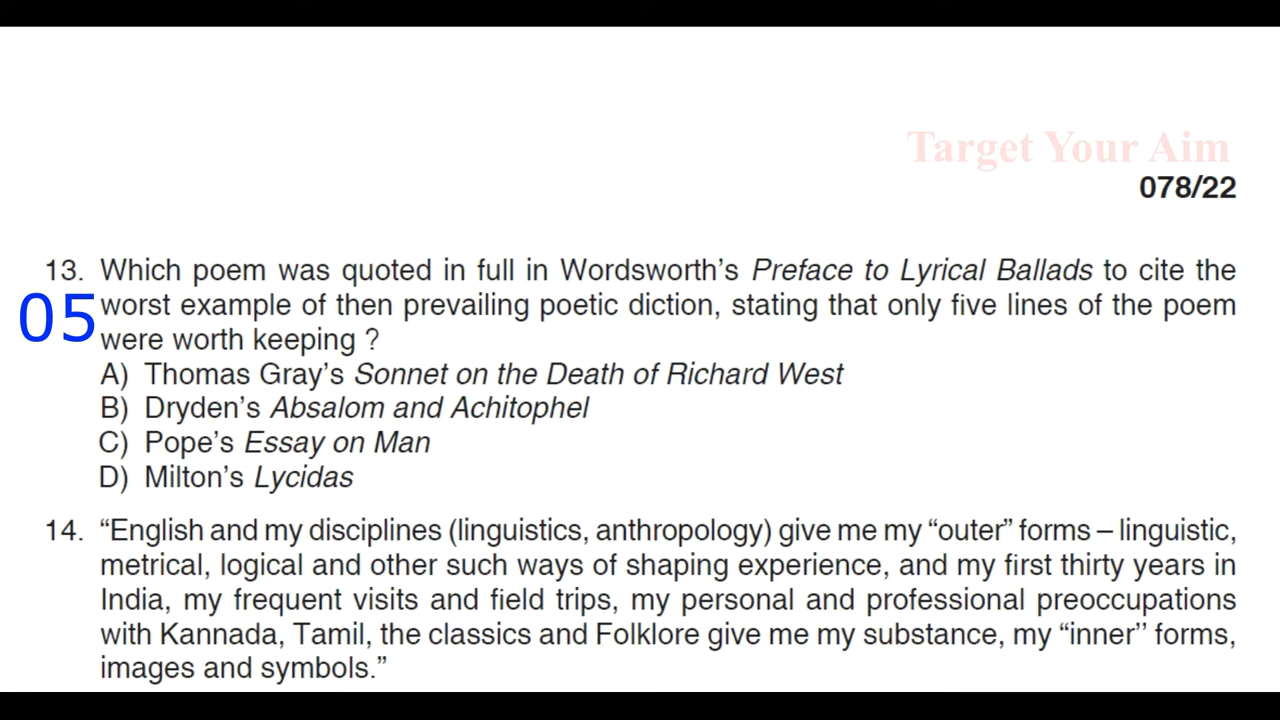 Target Your Aim
078/22
13. Which poem was quoted in full in Wordsworth's Preface to Lyrical Ballads to cite the
05
worst example of then prevailing poetic diction, stating that only five lines of the poem
were worth keeping ?
A) Thomas Gray's Sonnet on the Death of Richard West
B) Dryden's Absalom and Achitophel
C) Pope's Essay on Man
D) Milton's Lycidas
14. “English and my disciplines (linguistics, anthropology) give me my “outer” forms – linguistic,
metrical, logical and other such ways of shaping experience, and my first thirty years in
India, my frequent visits and field trips, my personal and professional preoccupations
with Kannada, Tamil, the classics and Folklore give me my substance, my “inner’’ forms,
images and symbols.”